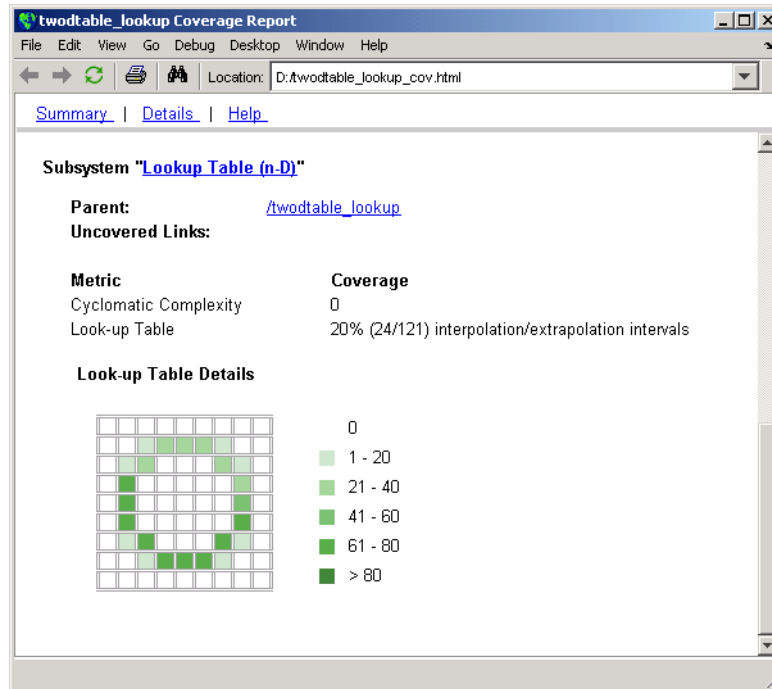 twodtable_lookup Coverage Report
File Edit View Go Debug Desktop Window Help
Location: D:/twodtable_lookup_cov.html
Summary | Details | Help
Subsystem "Lookup Table (n-D)"
Parent: /twodtable_lookup
Uncovered Links:
Metric Coverage
Cyclomatic Complexity 0
Look-up Table 20% (24/121) interpolation/extrapolation intervals
Look-up Table Details
0
1 - 20
21 - 40
41 - 60
61 - 80
> 80